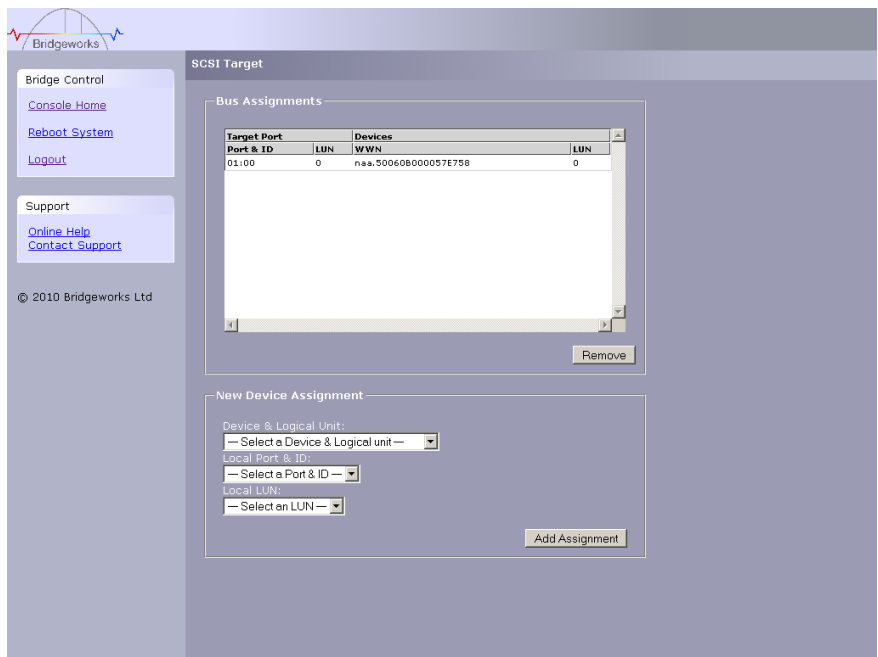 Bridgeworks
Bridge Control
Console Home
Reboot System
Logout
Support
Online Help
Contact Support
© 2010 Bridgeworks Ltd
SCSI Target
Bus Assignments
Target Port Devices
Port & ID LUN WWN LUN
01:00 0 naa.50060B000057E758 0
Remove
New Device Assignment
Device & Logical Unit:
— Select a Device & Logical unit —
Local Port & ID:
— Select a Port & ID —
Local LUN:
— Select an LUN —
Add Assignment